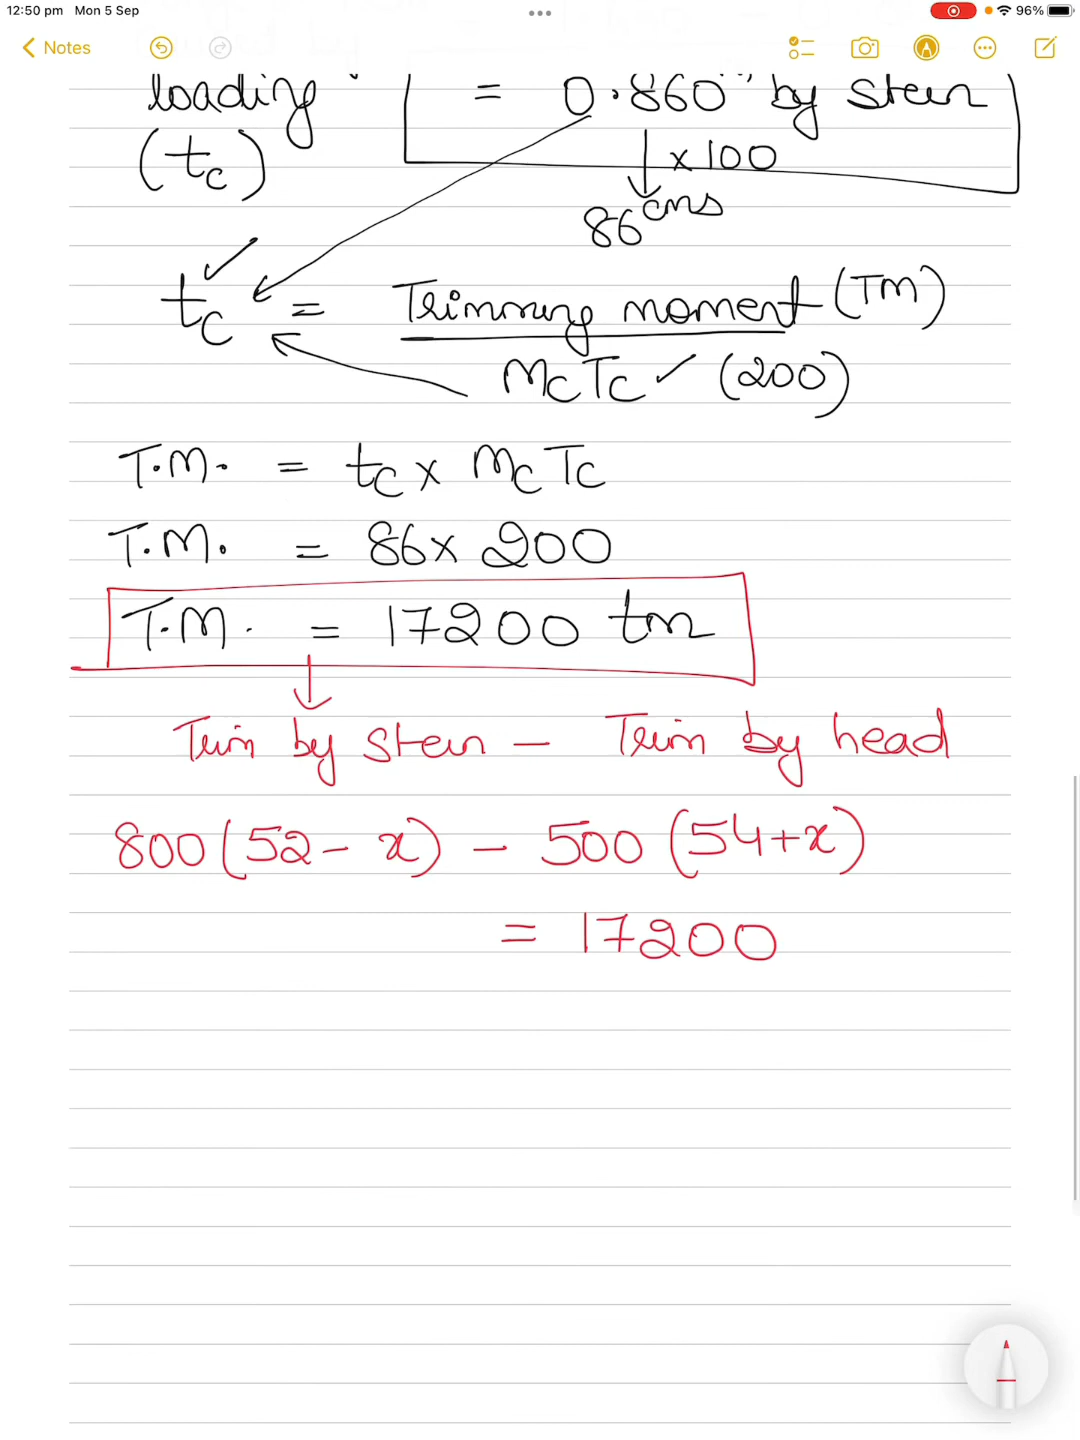 12:50 pm Mon 5 Sep 96%
Notes
loading = 0.860 m by stern
(tc) ↓ x 100
86 cms
tc = Trimming moment (TM)
MCTC ✓ (200)
T.M. = tc x MCTC
T.M. = 86 x 200
T.M. = 17200 tm
Trim by stern – Trim by head
800 (52 - x) – 500 (54 + x)
= 17200